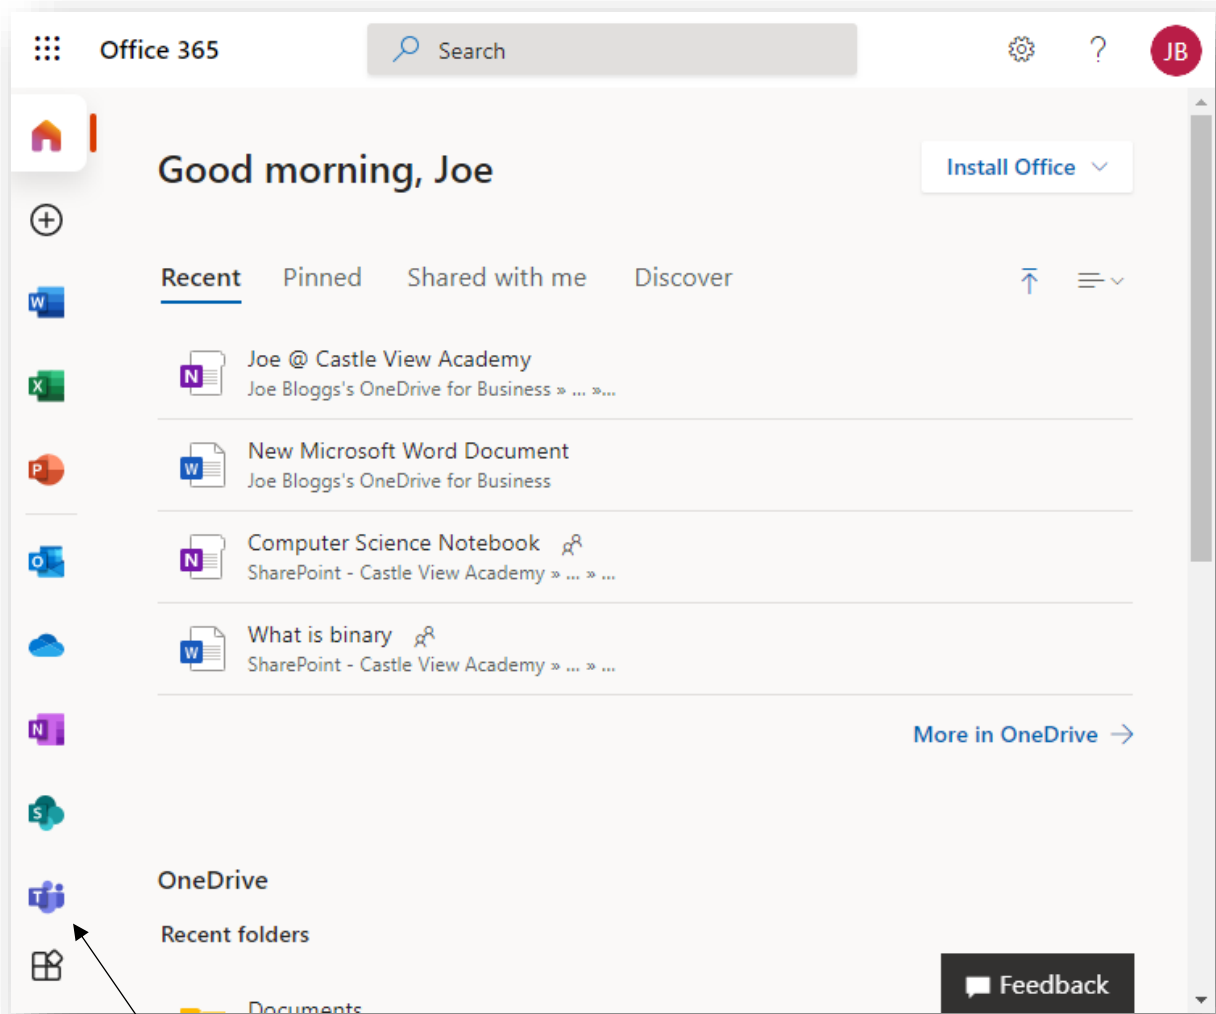 Office 365
Search
?
JB
Good morning, Joe
Install Office
Recent Pinned Shared with me Discover
W
X
P
O
N
S
T
N
Joe @ Castle View Academy
Joe Bloggs's OneDrive for Business » ... »...
W
New Microsoft Word Document
Joe Bloggs's OneDrive for Business
N
Computer Science Notebook
SharePoint - Castle View Academy » ... » ...
W
What is binary
SharePoint - Castle View Academy » ... » ...
More in OneDrive
OneDrive
Recent folders
Documents
Feedback